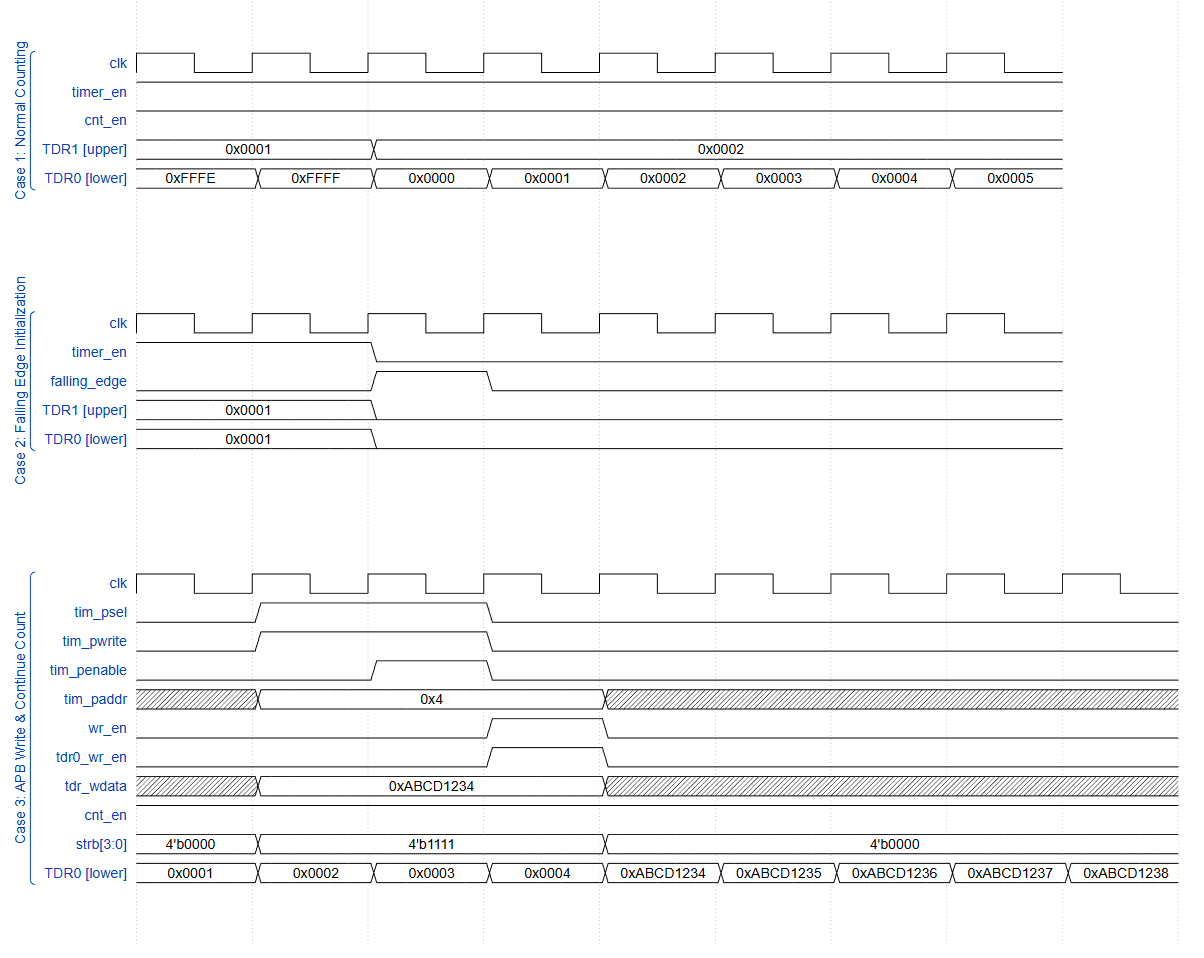 Case 1: Normal Counting
clk
timer_en
cnt_en
TDR1 [upper] 0x0001 0x0002
TDR0 [lower] 0xFFFE 0xFFFF 0x0000 0x0001 0x0002 0x0003 0x0004 0x0005
Case 2: Falling Edge Initialization
clk
timer_en
falling_edge
TDR1 [upper] 0x0001
TDR0 [lower] 0x0001
Case 3: APB Write & Continue Count
clk
tim_psel
tim_pwrite
tim_penable
tim_paddr 0x4
wr_en
tdr0_wr_en
tdr_wdata 0xABCD1234
cnt_en
strb[3:0] 4'b0000 4'b1111 4'b0000
TDR0 [lower] 0x0001 0x0002 0x0003 0x0004 0xABCD1234 0xABCD1235 0xABCD1236 0xABCD1237 0xABCD1238